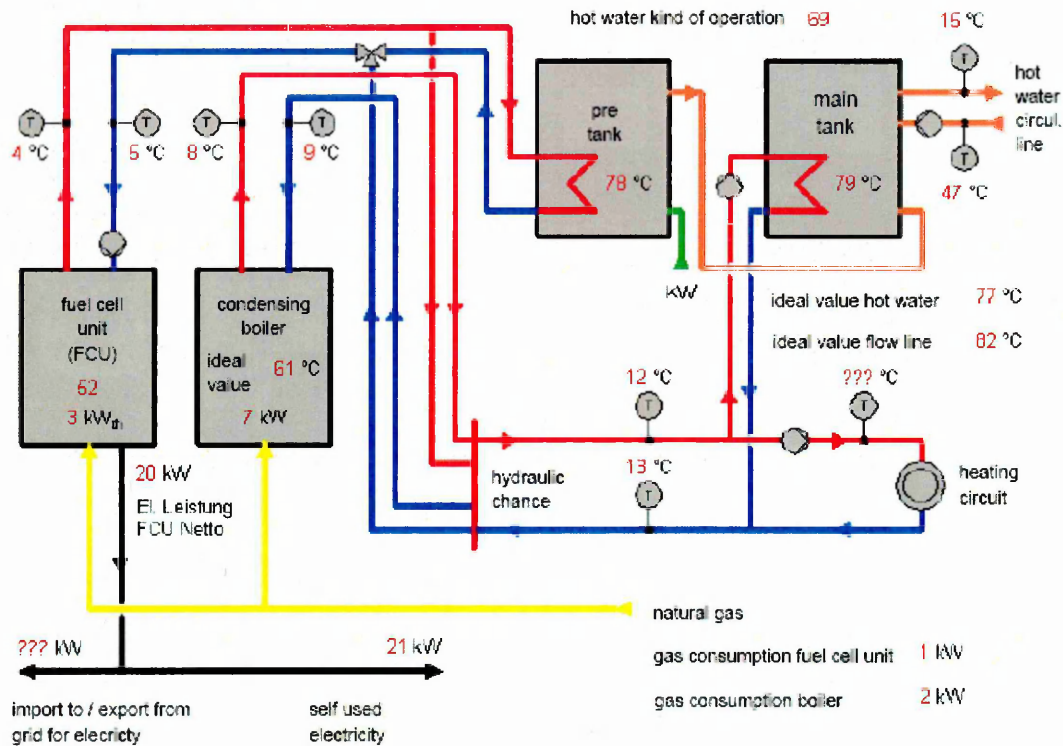 hot water kind of operation 69
15 °C
T
hot
water
circul.
line
T
47 °C
pre
tank
78 °C
main
tank
79 °C
T
4 °C
T
5 °C
T
8 °C
T
9 °C
KW
fuel cell
unit
(FCU)
52
3 kWth
condensing
boiler
ideal
value
61 °C
7 kW
ideal value hot water 77 °C
ideal value flow line 82 °C
12 °C
T
??? °C
T
13 °C
T
hydraulic
chance
heating
circuit
20 kW
El. Leistung
FCU Netto
natural gas
??? kW
21 kW
gas consumption fuel cell unit 1 kW
gas consumption boiler 2 kW
import to / export from
grid for elecricty
self used
electricity